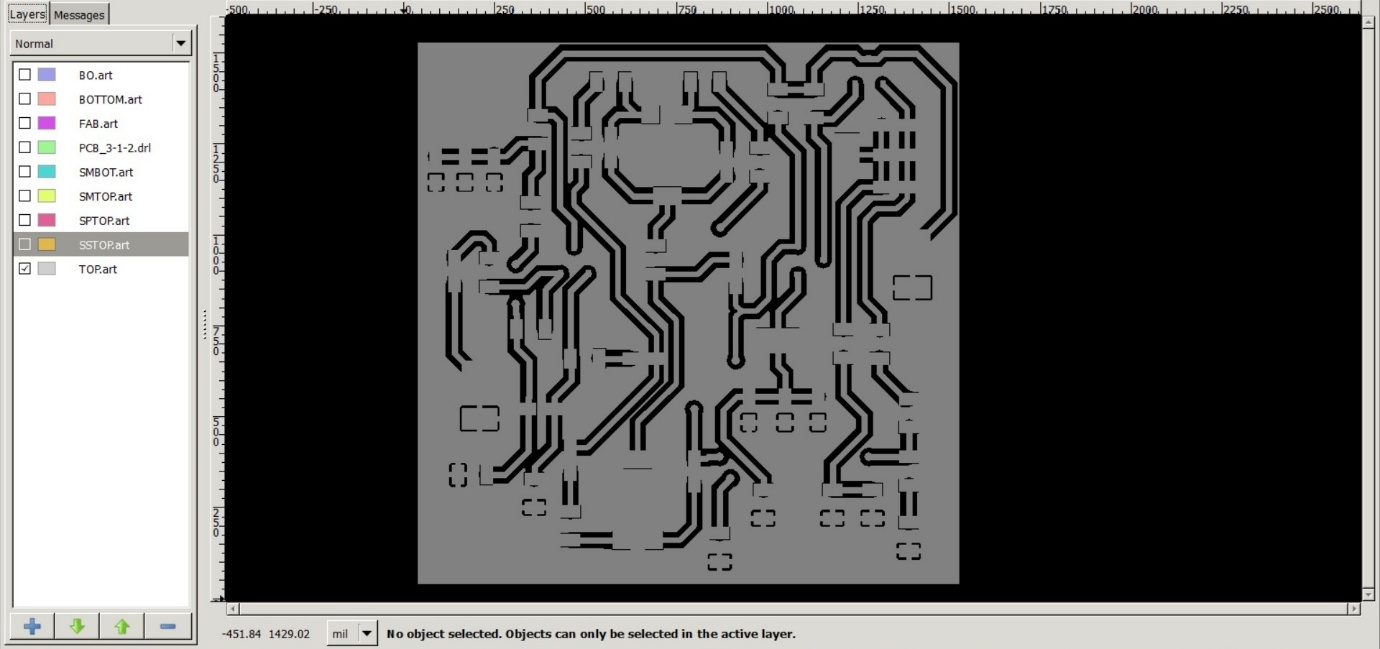 Layers Messages
-500. -250. 0 250 500 750 1000 1250 1500 1750. 2000. 2250. 2500.
Normal
BO.art
BOTTOM.art
FAB.art
PCB_3-1-2.drl
SMBOT.art
SMTOP.art
SPTOP.art
SSTOP.art
TOP.art
1500
1250
1000
750
500
250
-451.84 1429.02 mil No object selected. Objects can only be selected in the active layer.